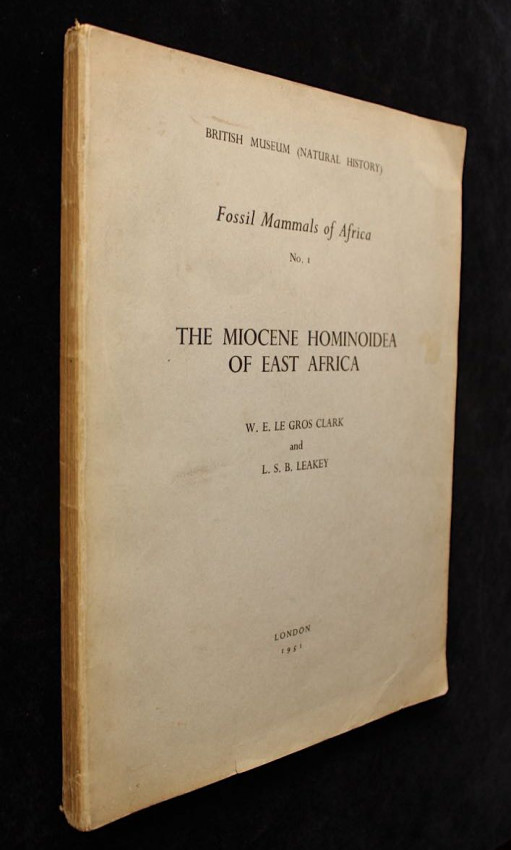 BRITISH MUSEUM (NATURAL HISTORY)
Fossil Mammals of Africa
No. 1
THE MIOCENE HOMINOIDEA
OF EAST AFRICA
W. E. LE GROS CLARK
and
L. S. B. LEAKEY
LONDON
1951